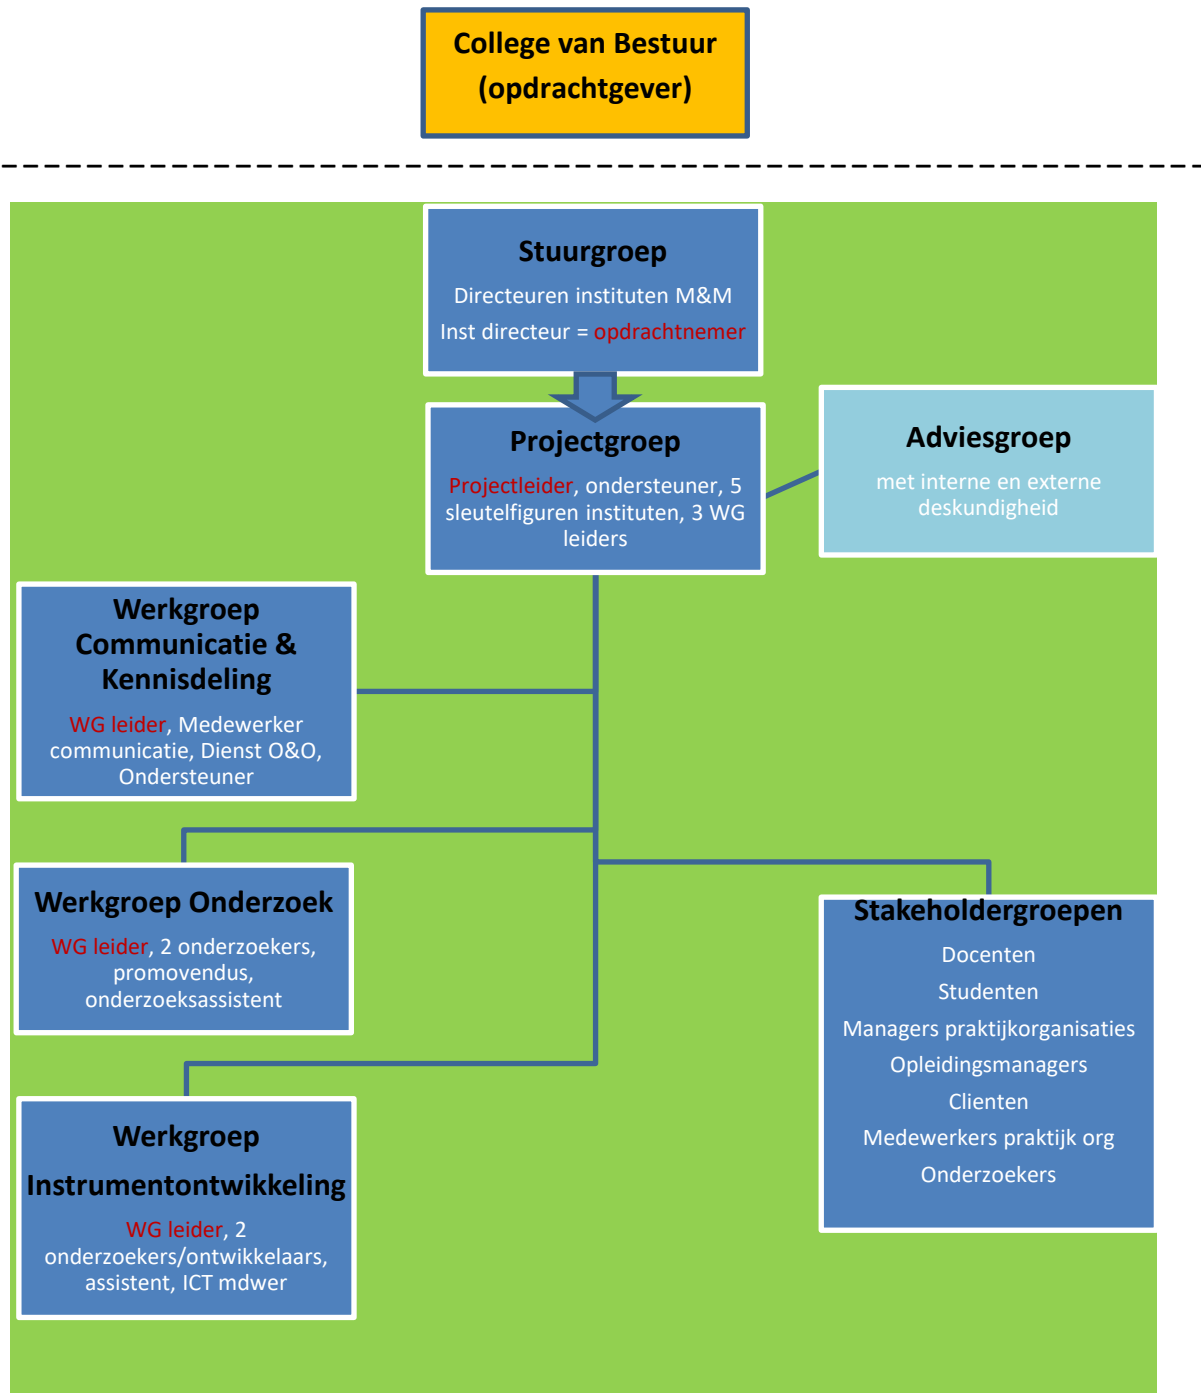 College van Bestuur
(opdrachtgever)
Stuurgroep
Directeuren instituten M&M
Inst directeur = opdrachtnemer
Projectgroep
Projectleider, ondersteuner, 5
sleutelfiguren instituten, 3 WG
leiders
Adviesgroep
met interne en externe
deskundigheid
Werkgroep
Communicatie &
Kennisdeling
WG leider, Medewerker
communicatie, Dienst O&O,
Ondersteuner
Werkgroep Onderzoek
WG leider, 2 onderzoekers,
promovendus,
onderzoeksassistent
Stakeholdergroepen
Docenten
Studenten
Managers praktijkorganisaties
Opleidingsmanagers
Clienten
Medewerkers praktijk org
Onderzoekers
Werkgroep
Instrumentontwikkeling
WG leider, 2
onderzoekers/ontwikkelaars,
assistent, ICT mdwer